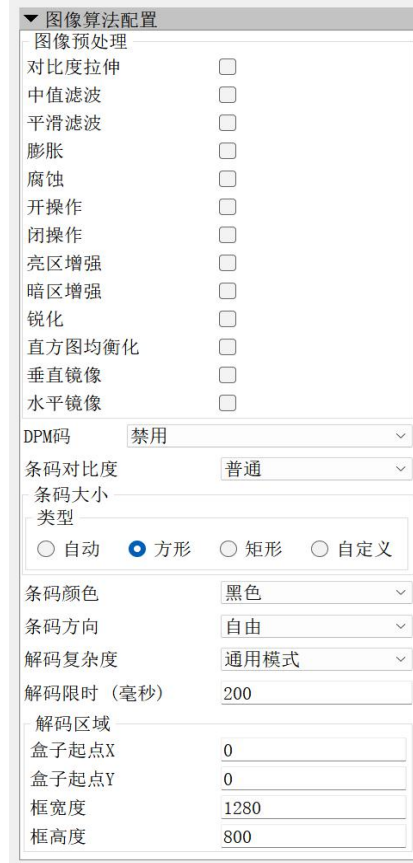 图像算法配置
图像预处理
对比度拉伸
中值滤波
平滑滤波
膨胀
腐蚀
开操作
闭操作
亮区增强
暗区增强
锐化
直方图均衡化
垂直镜像
水平镜像
DPM码 禁用
条码对比度 普通
条码大小
类型
自动 方形 矩形 自定义
条码颜色 黑色
条码方向 自由
解码复杂度 通用模式
解码限时 (毫秒) 200
解码区域
盒子起点X 0
盒子起点Y 0
框宽度 1280
框高度 800